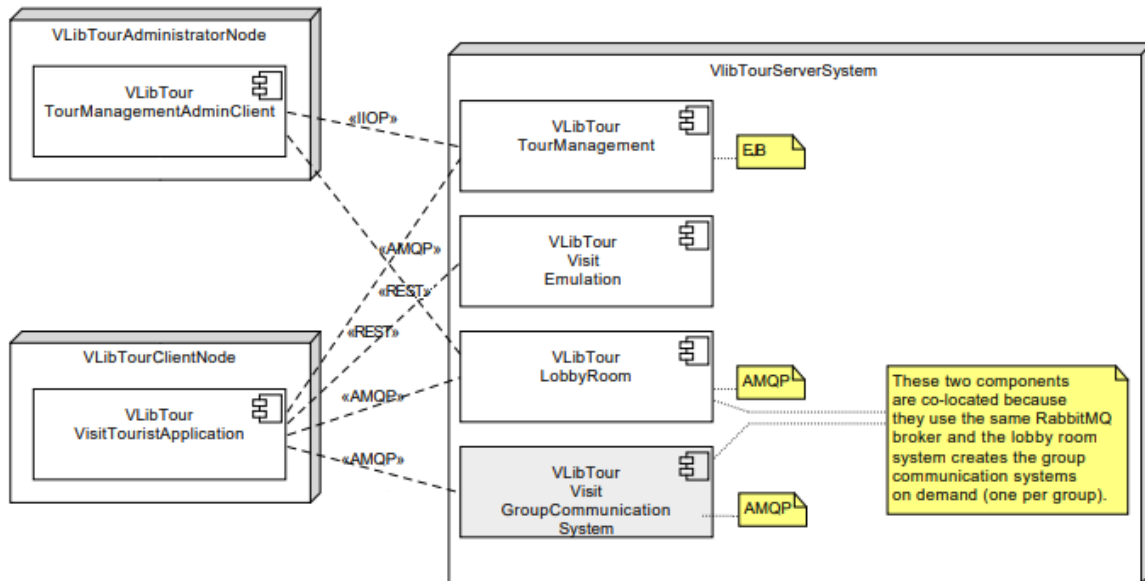 VLibTourAdministratorNode
VLibTour
TourManagementAdminClient
«IIOP»
VlibTourServerSystem
VLibTour
TourManagement
EJB
«AMQP»
VLibTour
Visit
Emulation
«REST»
«REST»
VLibTourClientNode
VLibTour
VisitTouristApplication
«AMQP»
«AMQP»
VLibTour
LobbyRoom
AMQP
These two components
are co-located because
they use the same RabbitMQ
broker and the lobby room
system creates the group
communication systems
on demand (one per group).
VLibTour
Visit
GroupCommunication
System
AMQP